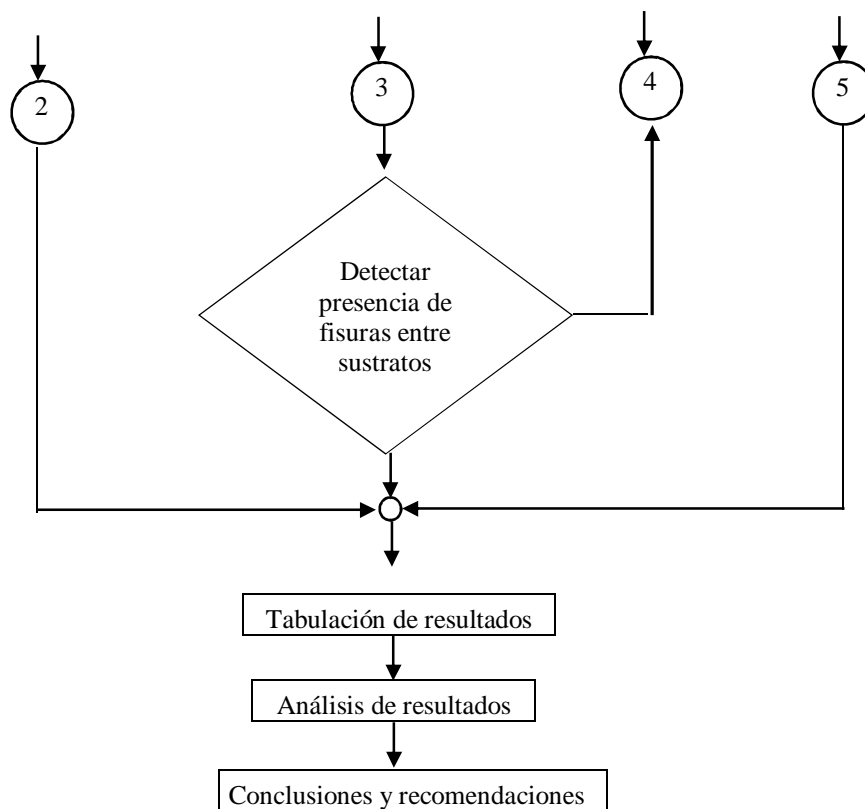 2
3
4
5
Detectar
presencia de
fisuras entre
sustratos
Tabulación de resultados
Análisis de resultados
Conclusiones y recomendaciones